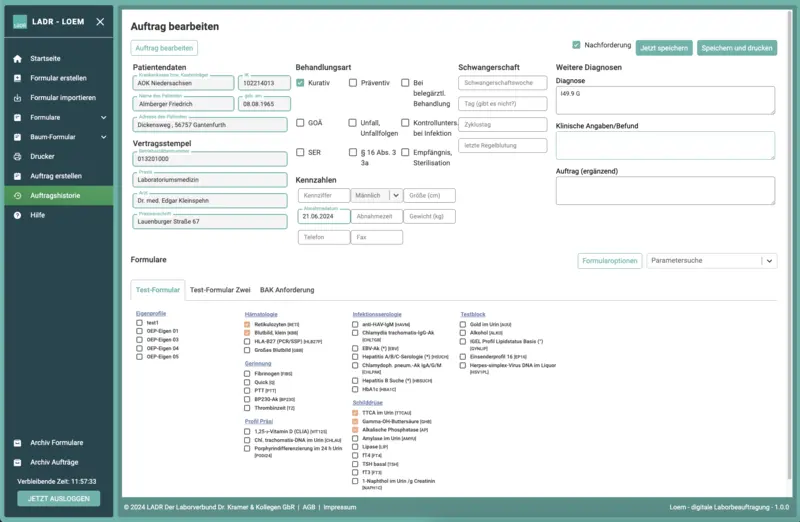 LADR
LADR - LOEM
Startseite
Formular erstellen
Formular importieren
Formulare
Baum-Formular
Drucker
Auftrag erstellen
Auftragshistorie
Hilfe
Archiv Formulare
Archiv Aufträge
Verbleibende Zeit: 11:57:33
JETZT AUSLOGGEN
Auftrag bearbeiten
Auftrag bearbeiten
Nachforderung
Jetzt speichern
Speichern und drucken
Patientendaten
Krankenkasse bzw. Kostenträger
AOK Niedersachsen
102214013
Name des Patienten
Almberger Friedrich
geb. am
08.08.1965
Adresse des Patienten
Dickensweg , 56757 Gantenfurth
Vertragsstempel
Betriebsstättennummer
013201000
Praxis
Laboratoriumsmedizin
Arzt
Dr. med. Edgar Kleinspehn
Praxisanschrift
Lauenburger Straße 67
Behandlungsart
Kurativ
Präventiv
Bei belegärztl. Behandlung
GOÄ
Unfall, Unfallfolgen
Kontrollunters. bei Infektion
SER
§ 16 Abs. 3 3a
Empfängnis, Sterilisation
Kennzahlen
Kennziffer
Männlich
Größe (cm)
Abnahmedatum
21.06.2024
Abnahmezeit
Gewicht (kg)
Telefon
Fax
Schwangerschaft
Schwangerschaftswoche
Tag (gibt es nicht?)
Zyklustag
letzte Regelblutung
Weitere Diagnosen
Diagnose
I49.9 G
Klinische Angaben/Befund
Auftrag (ergänzend)
Formulare
Formularoptionen
Parametersuche
Test-Formular
Test-Formular Zwei
BAK Anforderung
Eigenprofile
test1
OEP-Eigen 01
OEP-Eigen 03
OEP-Eigen 04
OEP-Eigen 05
Hämatologie
Retikulozyten [RETI]
Blutbild, klein [KBB]
HLA-B27 (PCR/SSP) [HLB27P]
Großes Blutbild [GBB]
Gerinnung
Fibrinogen [FIBS]
Quick [Q]
PTT [PTT]
BP230-Ak [BP230]
Thrombinzeit [TZ]
Profil Präsi
1,25-z-Vitamin D (CLIA) [VIT125]
Chl. trachomatis-DNA im Urin [CHLAU]
Porphyrindifferenzierung im 24 h Urin
Infektionsserologie
anti-HAV-IgM [HAVM]
Chlamydia trachomatis-IgG-Ak [CHLTGB]
EBV-Ak (*) [EBV]
Hepatitis A/B/C-Serologie (*) [HEUCH]
Chlamydoph. pneum.-Ak IgA/G/M [CHLPAK]
Hepatitis B Suche (*) [HBSUCH]
HbA1c [HBA1C]
Schilddrüse
TTCA im Urin [TTCAU]
Gamma-OH-Buttersäure [GHB]
Alkalische Phosphatase [AP]
Amylase im Urin [AMYU]
Lipase [LIP]
fT4 [FT4]
TSH basal [TSH]
fT3 [FT3]
1-Naphthol im Urin /g Creatinin [NAPH1C]
Testblock
Gold im Urin [AOU]
Alkohol [ALKO]
IGEL Profil Lipidstatus Basis (*) [GYNLIP]
Einsenderprofil 16 [EP16]
Herpes-simplex-Virus DNA im Liquor [HSV1PL]
© 2024 LADR Der Laborverbund Dr. Kramer & Kollegen GbR | AGB | Impressum
Loem - digitale Laborbeauftragung - 1.0.0